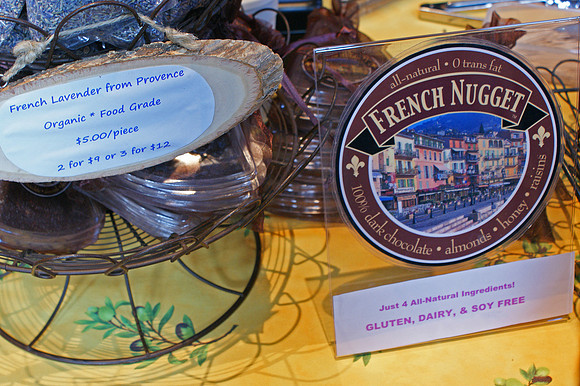 French Lavender from Provence
Organic * Food Grade
$5.00/piece
2 for $9 or 3 for $12
all-natural • 0 trans fat
FRENCH NUGGET™
100% dark chocolate • almonds • honey • raisins
Just 4 All-Natural Ingredients!
GLUTEN, DAIRY, & SOY FREE